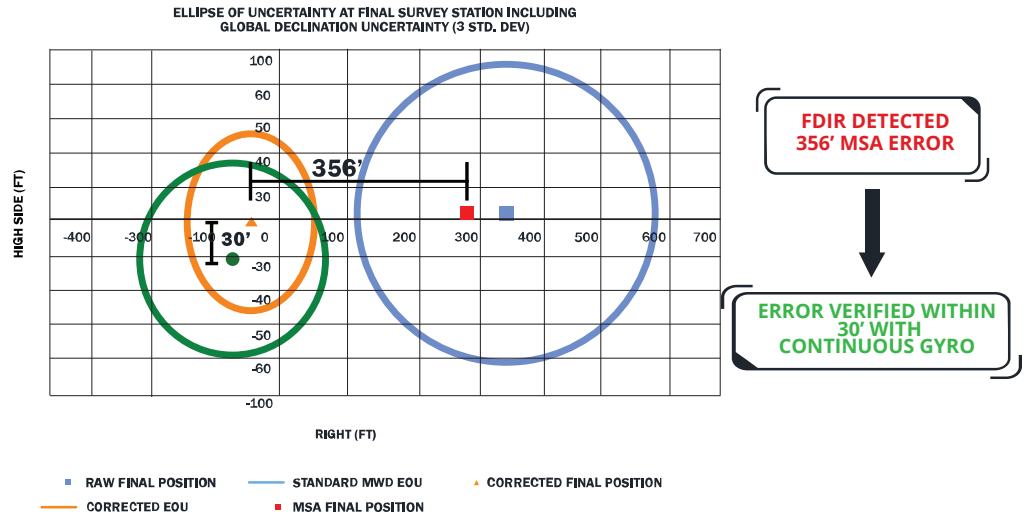 ELLIPSE OF UNCERTAINTY AT FINAL SURVEY STATION INCLUDING
GLOBAL DECLINATION UNCERTAINTY (3 STD. DEV)
HIGH SIDE (FT)
100
60
50
40
30
-30
-40
-50
-60
-100
-400 -300 -100 0 100 200 300 400 500 600 700
356'
30'
RIGHT (FT)
RAW FINAL POSITION
STANDARD MWD EOU
CORRECTED FINAL POSITION
CORRECTED EOU
MSA FINAL POSITION
FDIR DETECTED
356' MSA ERROR
ERROR VERIFIED WITHIN
30' WITH
CONTINUOUS GYRO